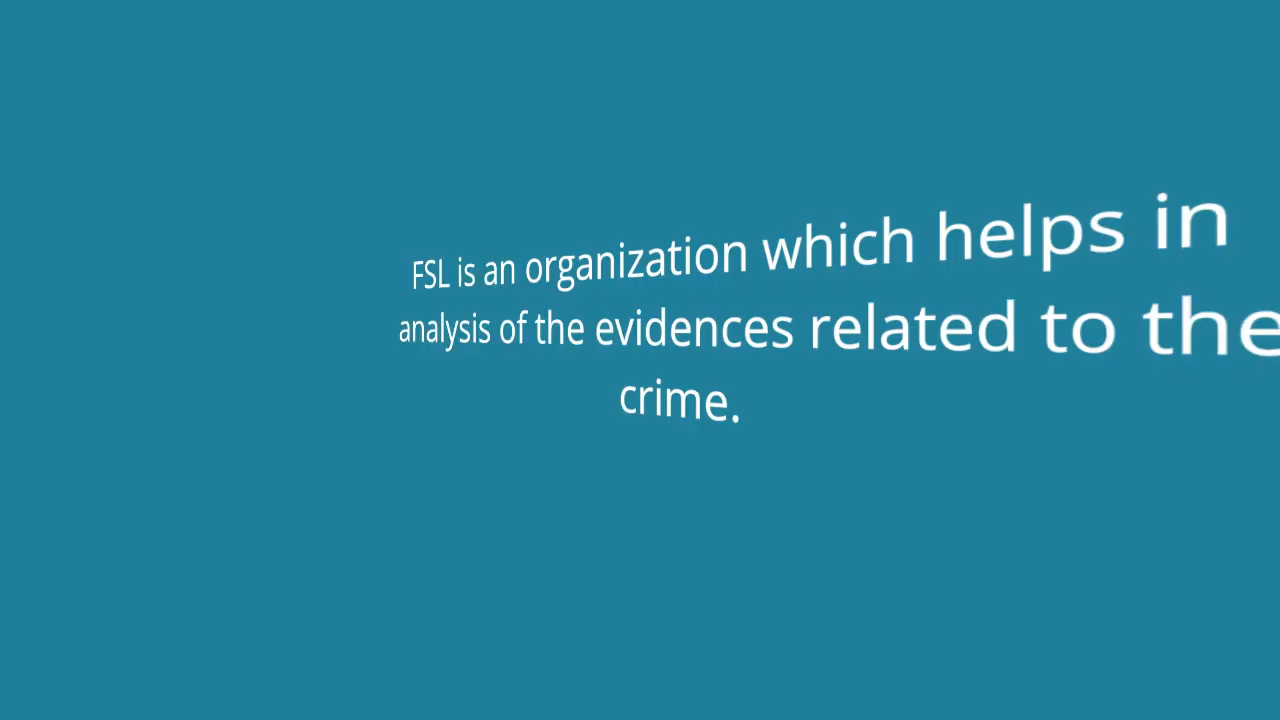 FSL is an organization which helps in
analysis of the evidences related to the
crime.